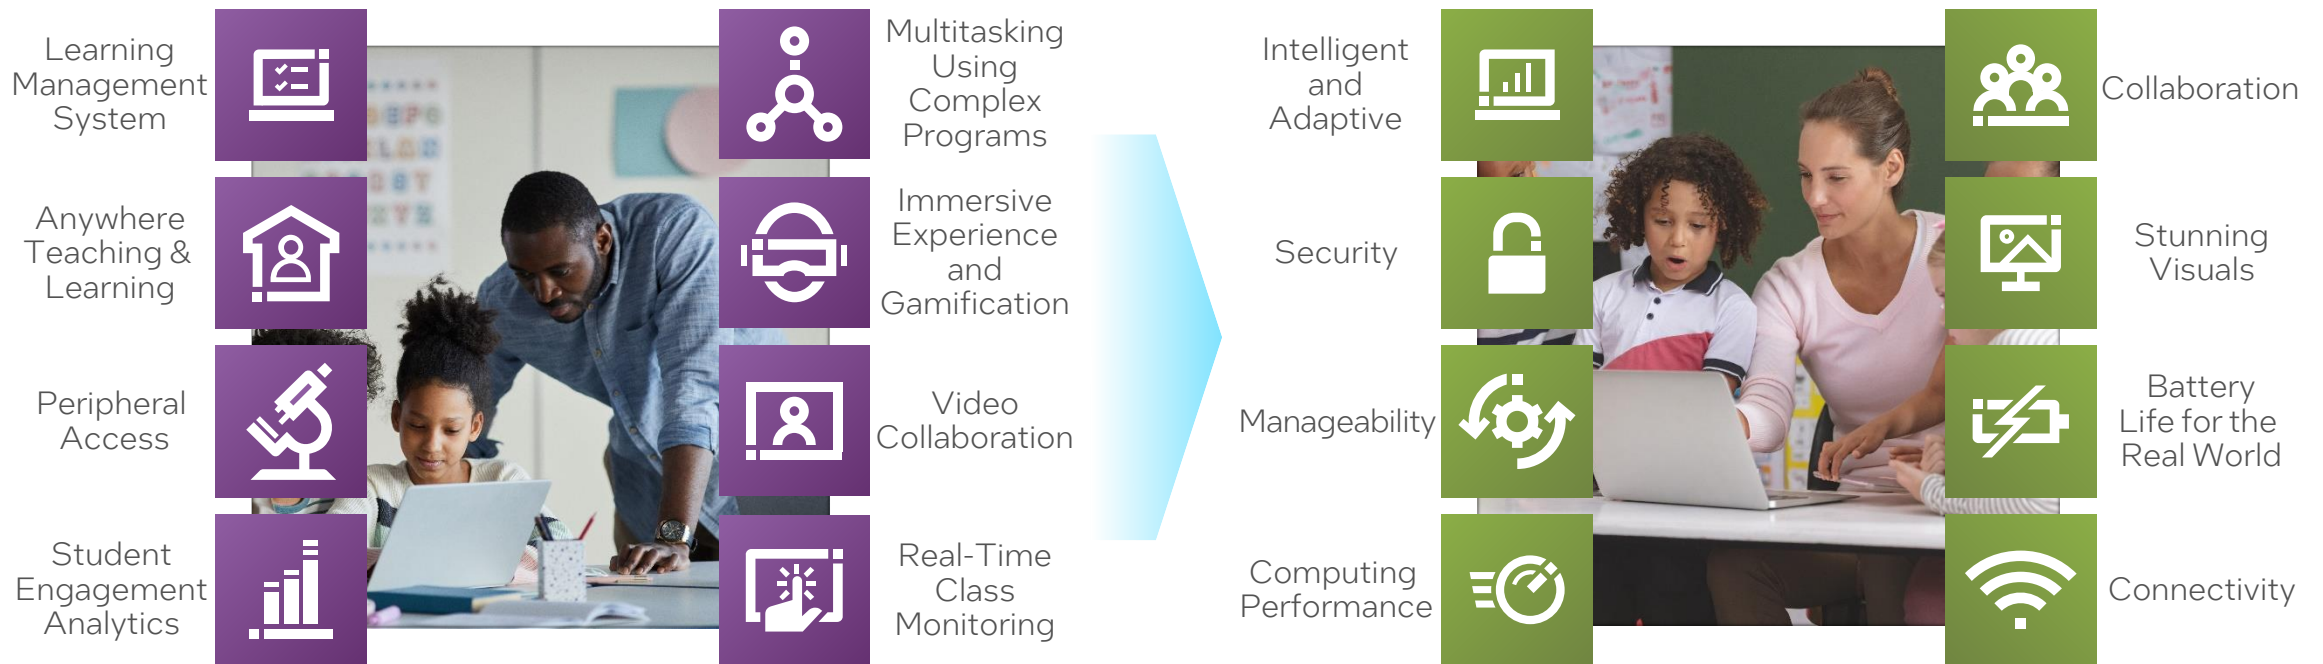 Learning
Management
System
Anywhere
Teaching &
Learning
Peripheral
Access
Student
Engagement
Analytics
Multitasking
Using
Complex
Programs
Immersive
Experience
and
Gamification
Video
Collaboration
Real-Time
Class
Monitoring
Intelligent
and
Adaptive
Security
Manageability
Computing
Performance
Collaboration
Stunning
Visuals
Battery
Life for the
Real World
Connectivity